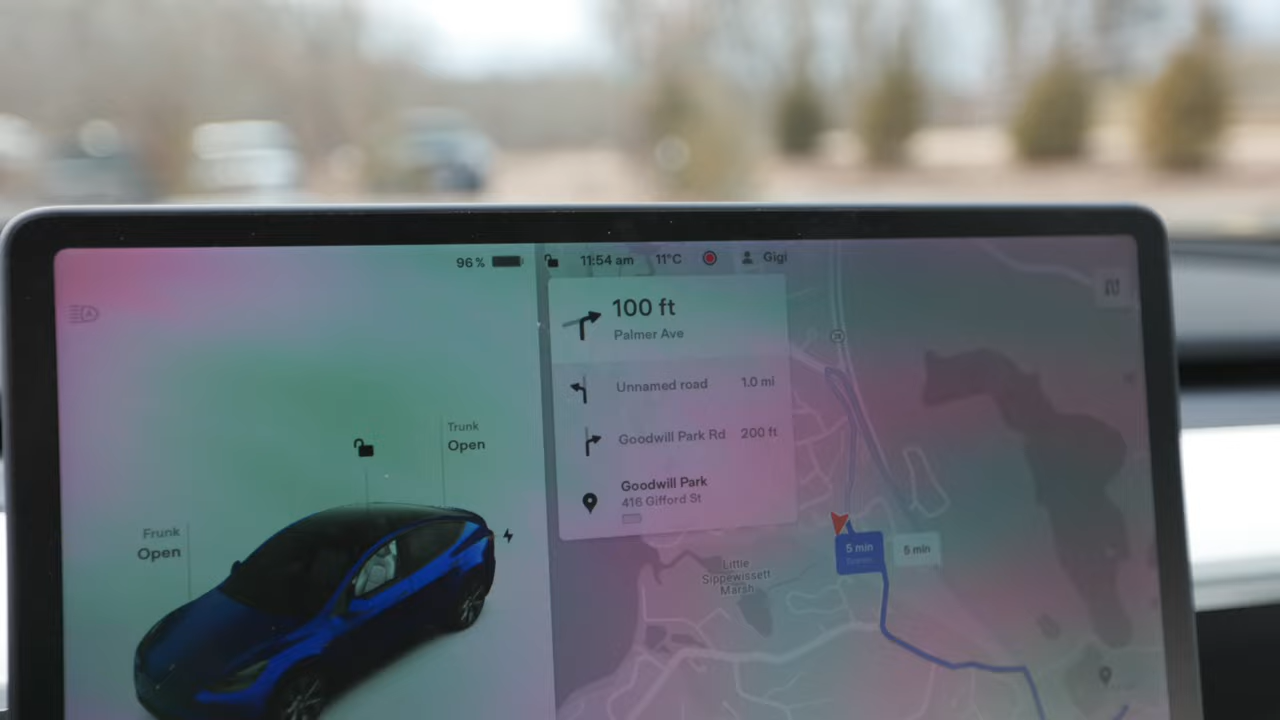 96 %
11:54 am 11°C Gigi
100 ft
Palmer Ave
Unnamed road 1.0 mi
Goodwill Park Rd 200 ft
Goodwill Park
416 Gifford St
Trunk
Open
Frunk
Open
5 min
5 min
Little
Sippewissett
Marsh